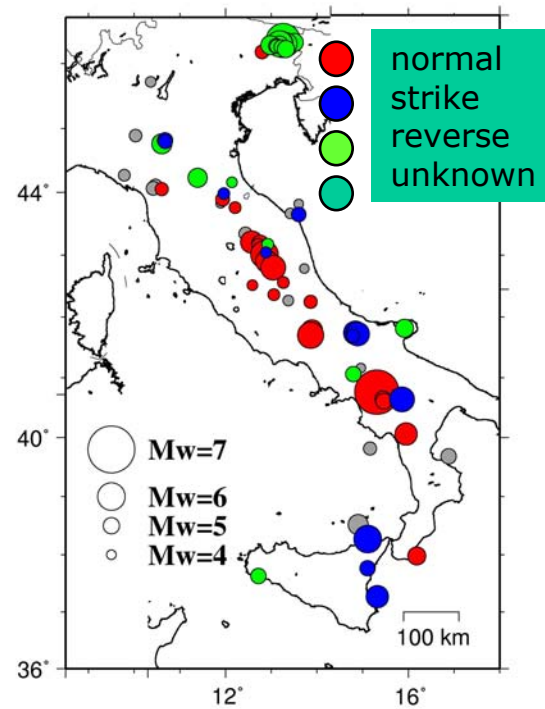 normal
strike
reverse
unknown
44˚
40˚
Mw=7
Mw=6
Mw=5
Mw=4
100 km
36˚
12˚
16˚